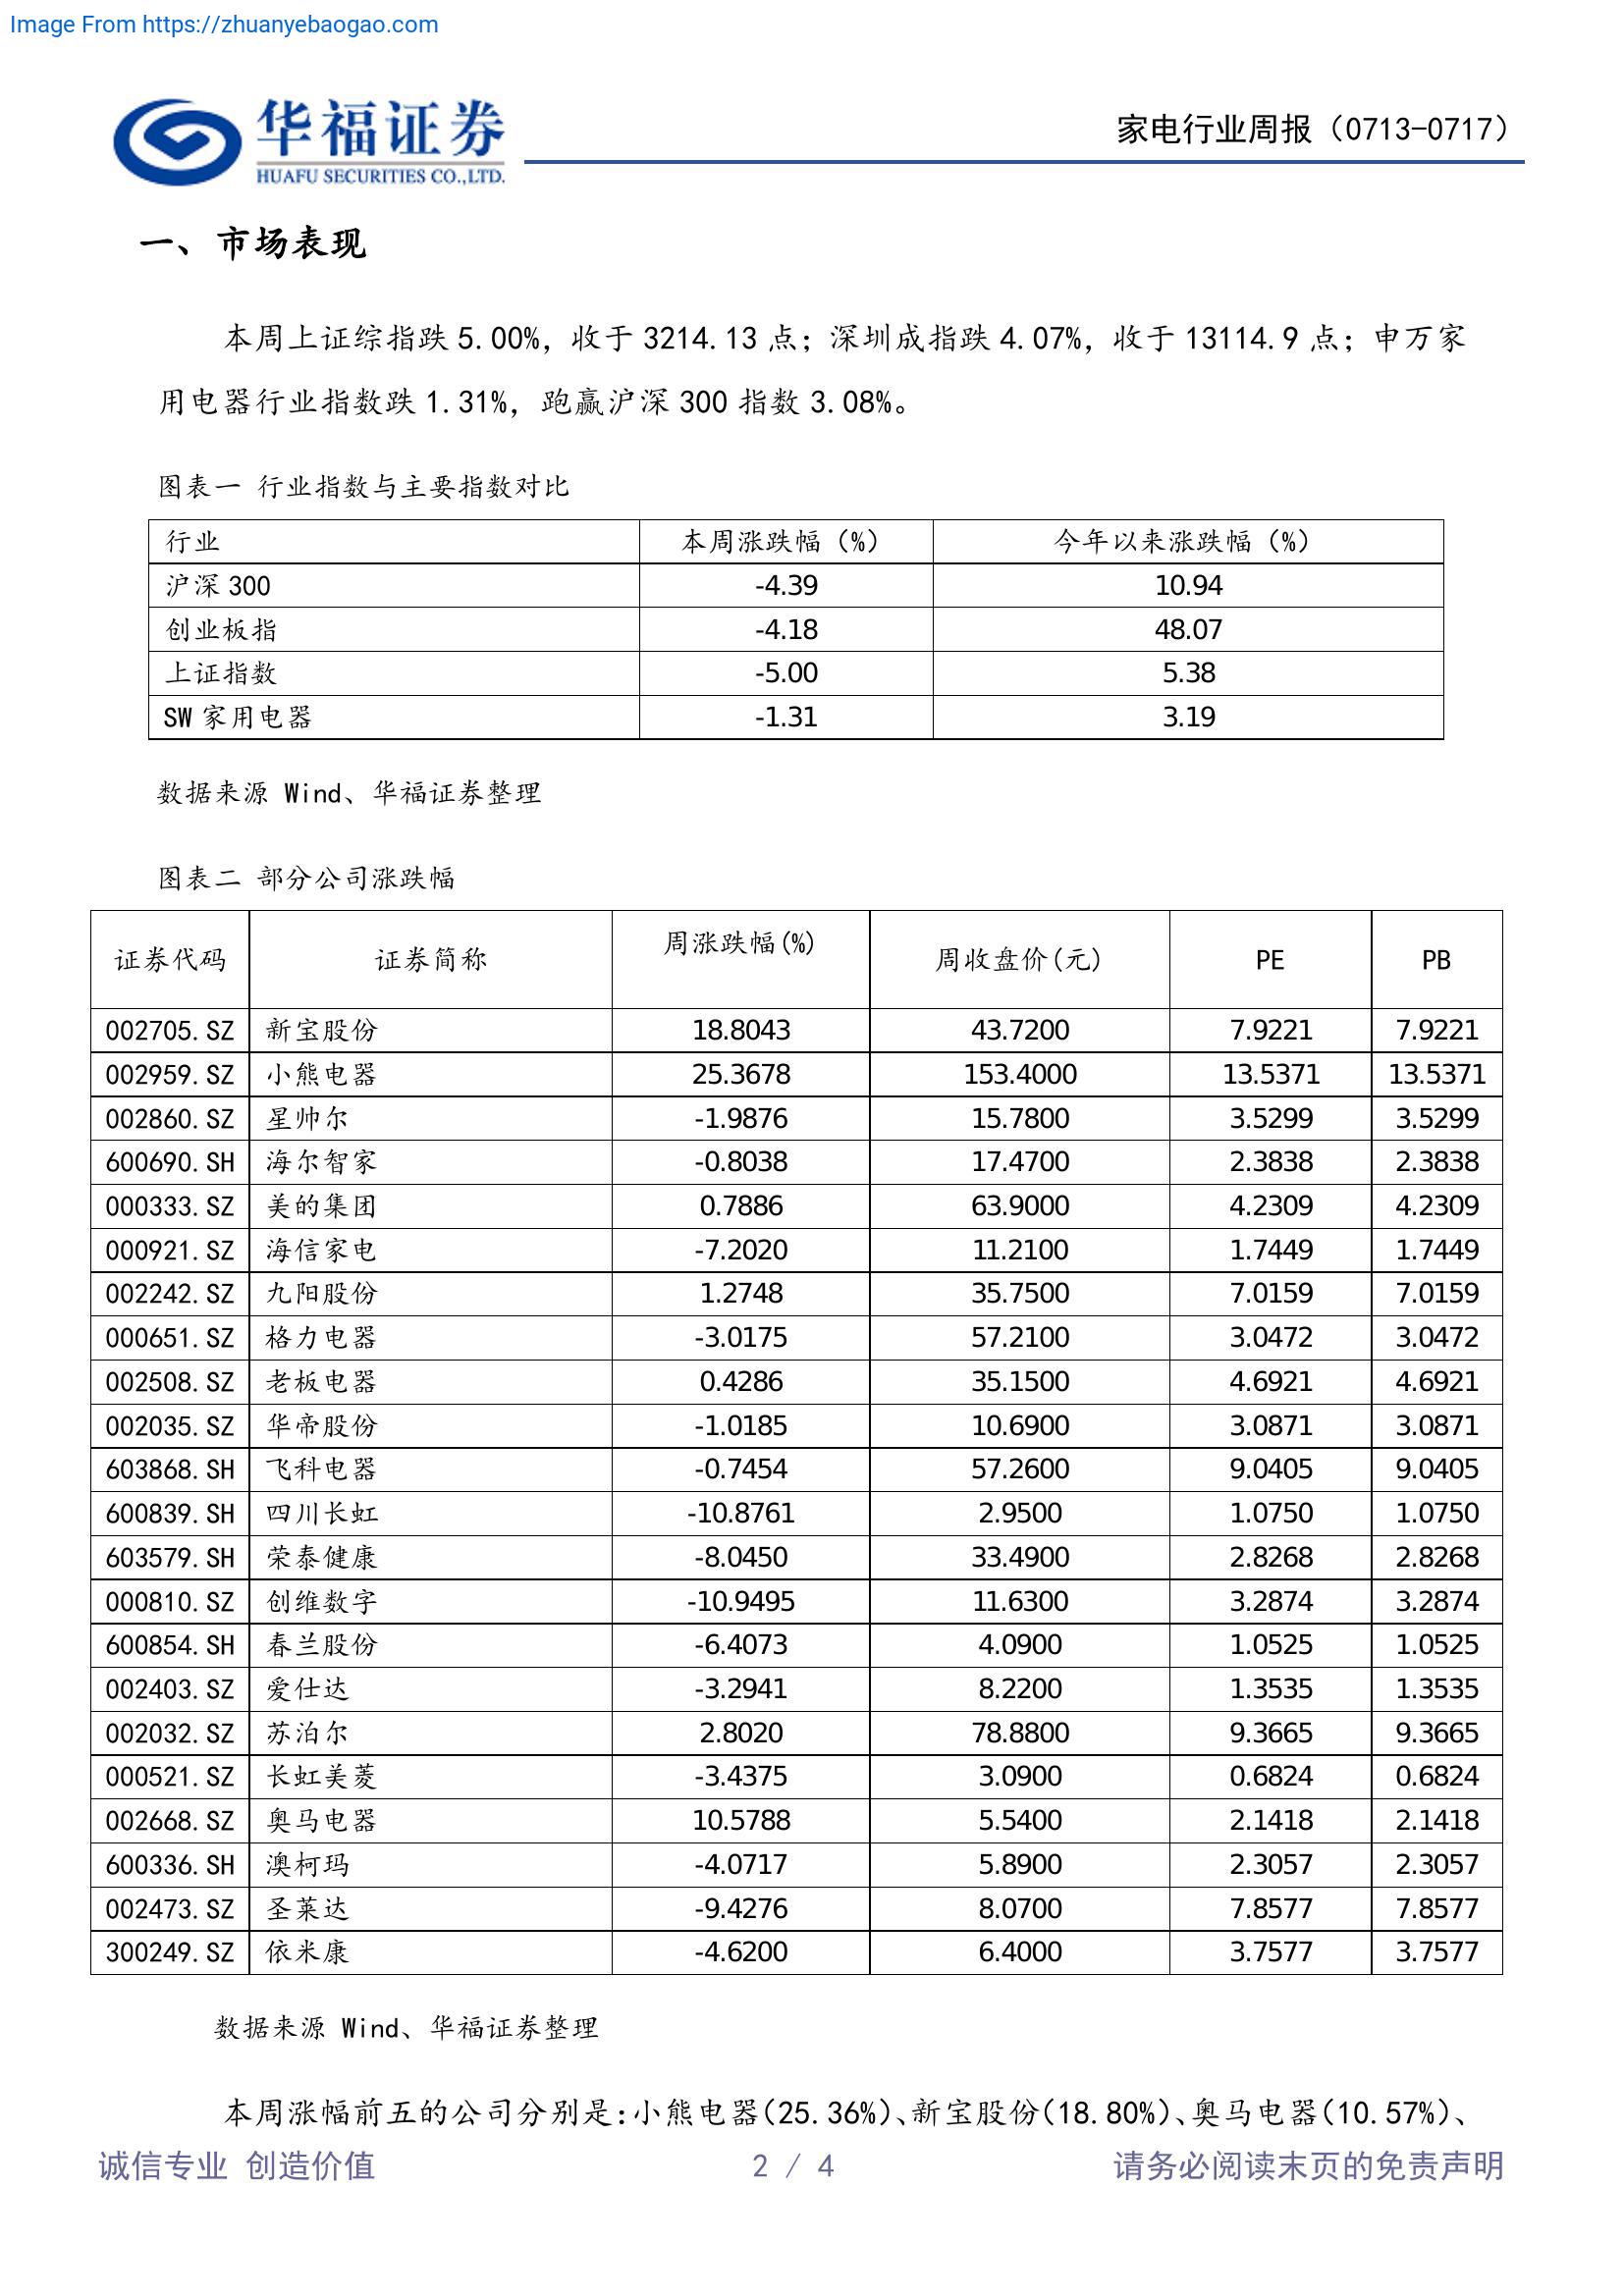 Image From https://zhuanyebaogao.com
华福证券
HUAFU SECURITIES CO.,LTD.
家电行业周报（0713-0717）
一、市场表现
本周上证综指跌 5.00%，收于 3214.13 点；深圳成指跌 4.07%，收于 13114.9 点；申万家
用电器行业指数跌 1.31%，跑赢沪深 300 指数 3.08%。
图表一 行业指数与主要指数对比
行业 本周涨跌幅（%） 今年以来涨跌幅（%）
沪深 300 -4.39 10.94
创业板指 -4.18 48.07
上证指数 -5.00 5.38
SW 家用电器 -1.31 3.19
数据来源 Wind、华福证券整理
图表二 部分公司涨跌幅
证券代码 证券简称 周涨跌幅(%) 周收盘价(元) PE PB
002705.SZ 新宝股份 18.8043 43.7200 7.9221 7.9221
002959.SZ 小熊电器 25.3678 153.4000 13.5371 13.5371
002860.SZ 星帅尔 -1.9876 15.7800 3.5299 3.5299
600690.SH 海尔智家 -0.8038 17.4700 2.3838 2.3838
000333.SZ 美的集团 0.7886 63.9000 4.2309 4.2309
000921.SZ 海信家电 -7.2020 11.2100 1.7449 1.7449
002242.SZ 九阳股份 1.2748 35.7500 7.0159 7.0159
000651.SZ 格力电器 -3.0175 57.2100 3.0472 3.0472
002508.SZ 老板电器 0.4286 35.1500 4.6921 4.6921
002035.SZ 华帝股份 -1.0185 10.6900 3.0871 3.0871
603868.SH 飞科电器 -0.7454 57.2600 9.0405 9.0405
600839.SH 四川长虹 -10.8761 2.9500 1.0750 1.0750
603579.SH 荣泰健康 -8.0450 33.4900 2.8268 2.8268
000810.SZ 创维数字 -10.9495 11.6300 3.2874 3.2874
600854.SH 春兰股份 -6.4073 4.0900 1.0525 1.0525
002403.SZ 爱仕达 -3.2941 8.2200 1.3535 1.3535
002032.SZ 苏泊尔 2.8020 78.8800 9.3665 9.3665
000521.SZ 长虹美菱 -3.4375 3.0900 0.6824 0.6824
002668.SZ 奥马电器 10.5788 5.5400 2.1418 2.1418
600336.SH 澳柯玛 -4.0717 5.8900 2.3057 2.3057
002473.SZ 圣莱达 -9.4276 8.0700 7.8577 7.8577
300249.SZ 依米康 -4.6200 6.4000 3.7577 3.7577
数据来源 Wind、华福证券整理
本周涨幅前五的公司分别是:小熊电器(25.36%)、新宝股份(18.80%)、奥马电器(10.57%)、
诚信专业 创造价值 2 / 4 请务必阅读末页的免责声明